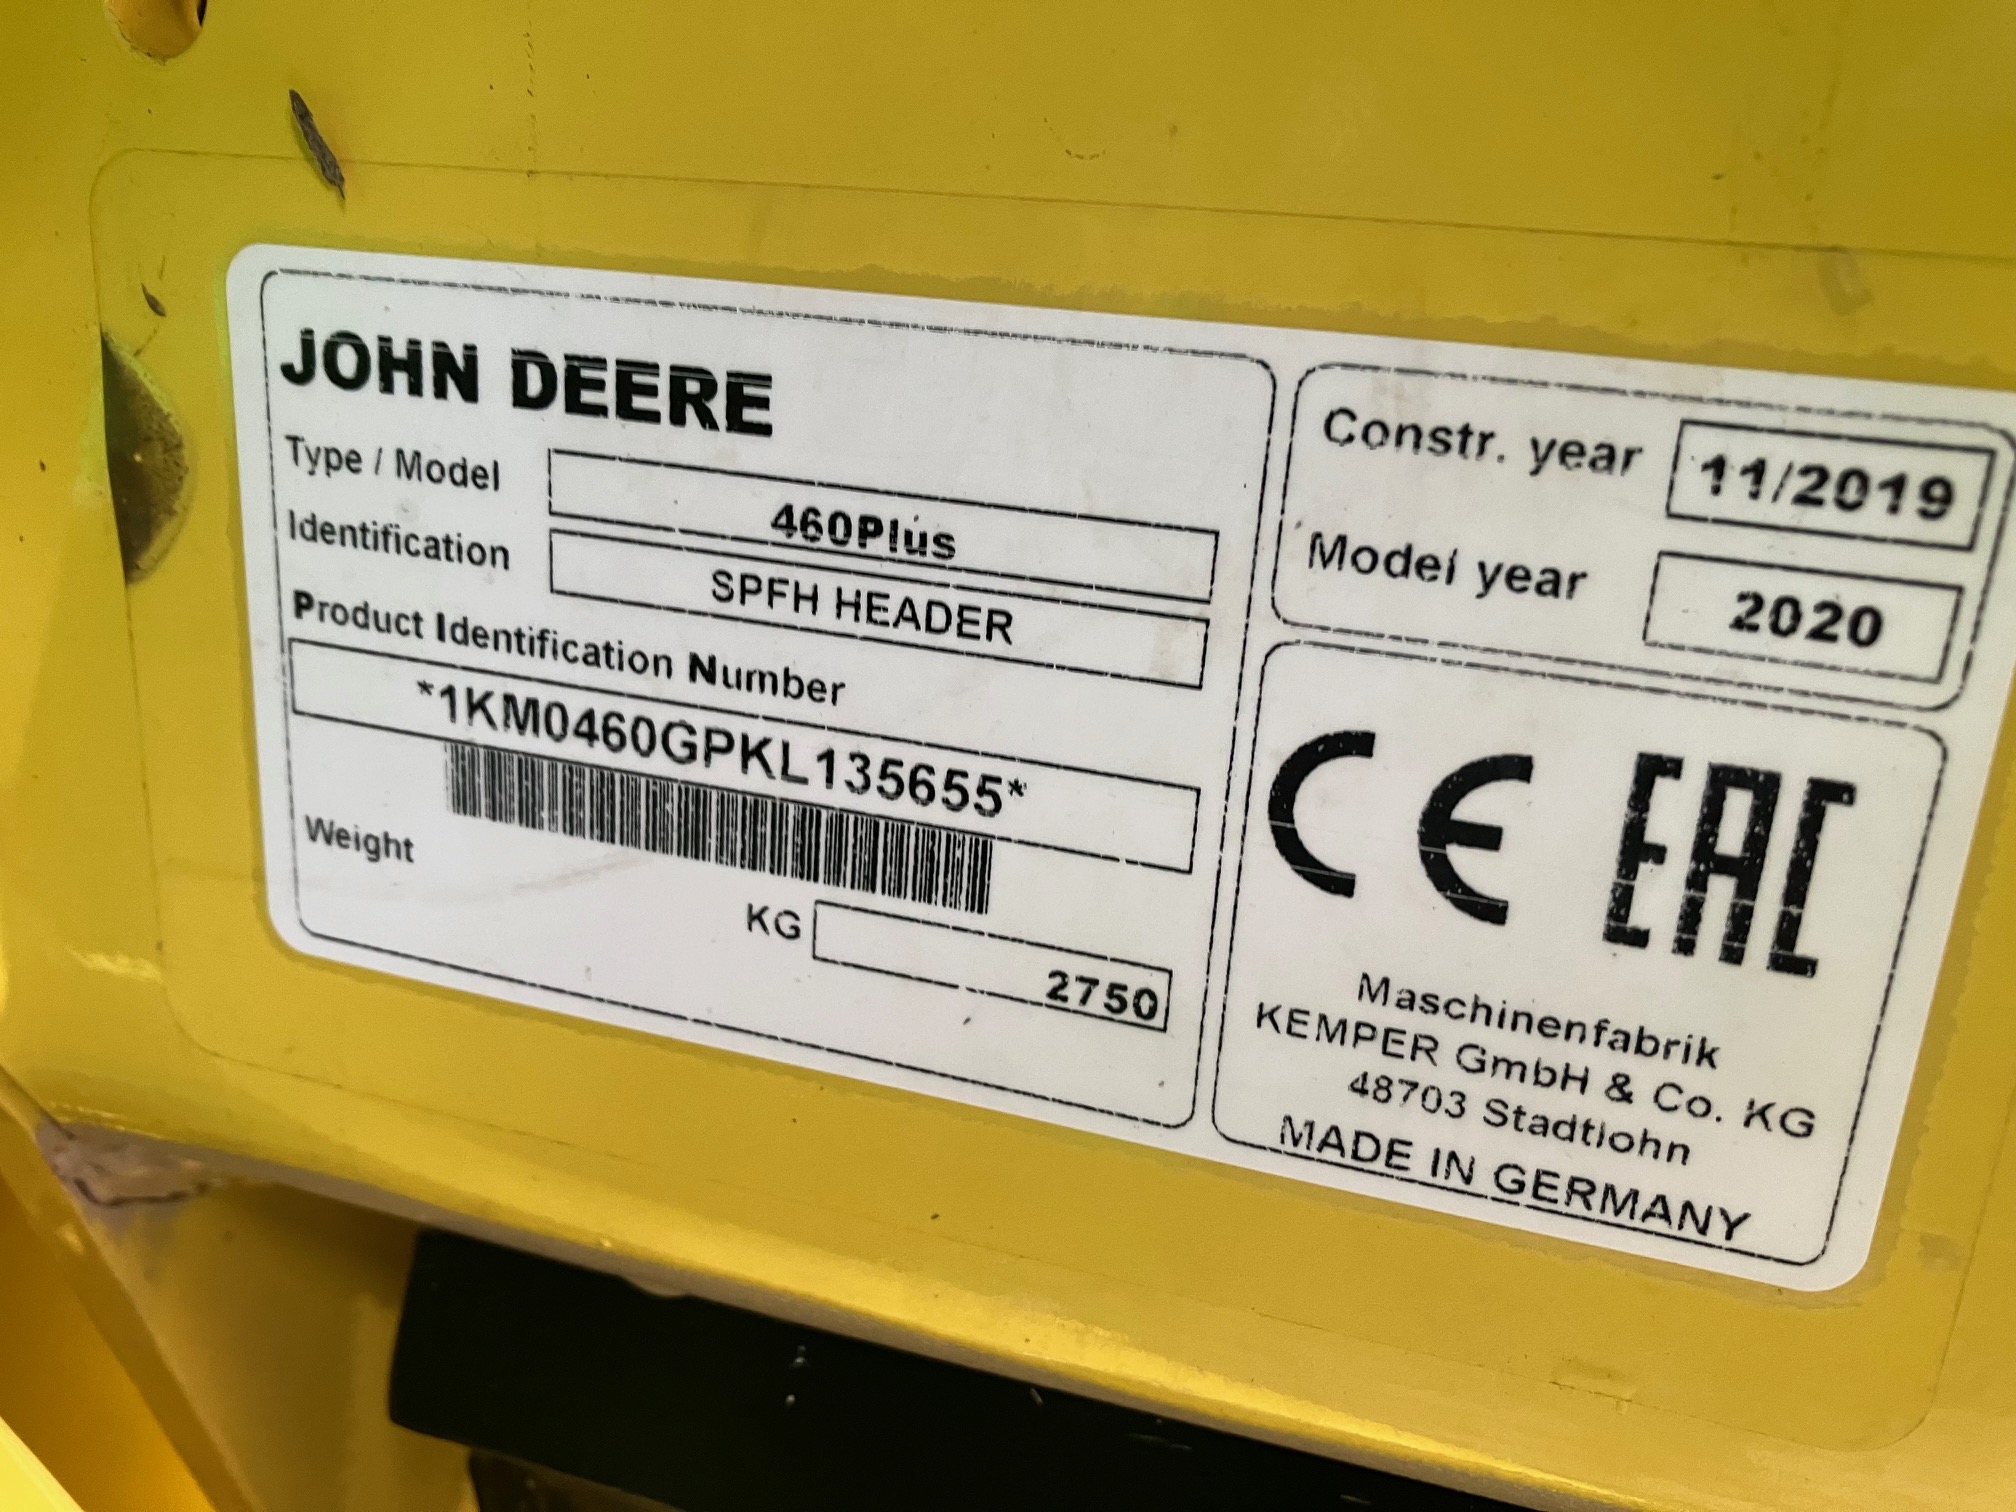 JOHN DEERE
Type / Model
460Plus
Identification
SPFH HEADER
Product Identification Number
*1KM0460GPKL135655*
Weight
KG
2750
Constr. year
11/2019
Model year
2020
CE EAC
Maschinenfabrik
KEMPER GmbH & Co. KG
48703 Stadtlohn
MADE IN GERMANY